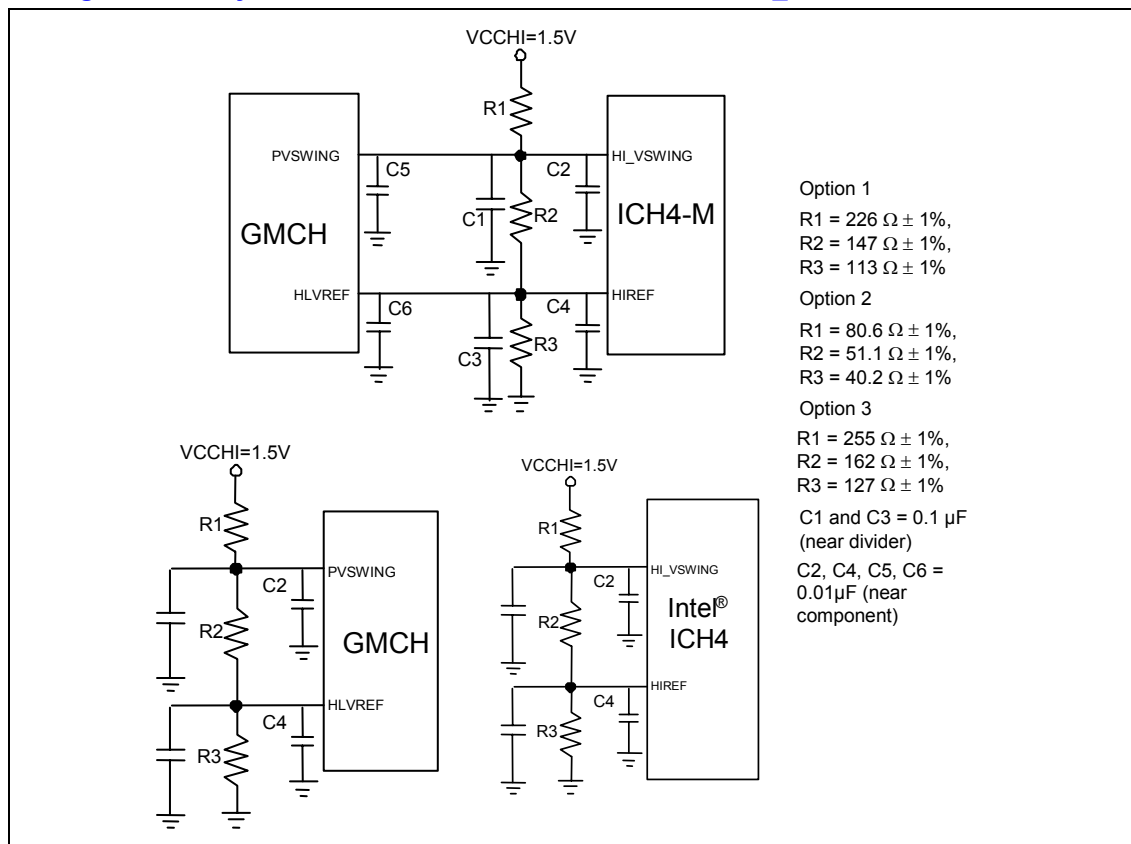 VCCHI=1.5V
R1
PVSWING
HI_VSWING
C5
C2
C1
R2
GMCH
ICH4-M
HLVREF
HIREF
C6
C4
C3
R3
Option 1
R1 = 226 Ω ± 1%,
R2 = 147 Ω ± 1%,
R3 = 113 Ω ± 1%
Option 2
R1 = 80.6 Ω ± 1%,
R2 = 51.1 Ω ± 1%,
R3 = 40.2 Ω ± 1%
Option 3
R1 = 255 Ω ± 1%,
R2 = 162 Ω ± 1%,
R3 = 127 Ω ± 1%
C1 and C3 = 0.1 µF
(near divider)
C2, C4, C5, C6 =
0.01µF (near
component)
VCCHI=1.5V
R1
PVSWING
C2
R2
GMCH
HLVREF
C4
R3
VCCHI=1.5V
R1
HI_VSWING
C2
R2
Intel®
ICH4
HIREF
C4
R3